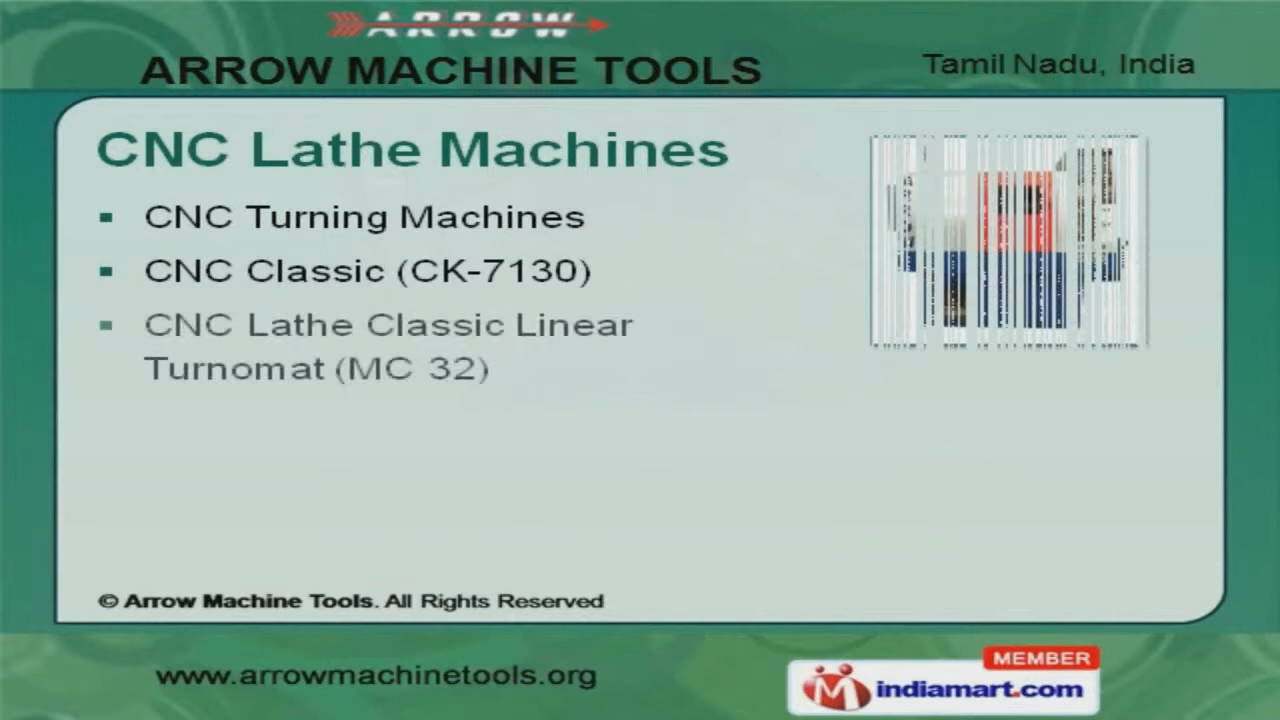 ARROW
ARROW MACHINE TOOLS
Tamil Nadu, India
CNC Lathe Machines
▪ CNC Turning Machines
▪ CNC Classic (CK-7130)
▪ CNC Lathe Classic Linear
Turnomat (MC 32)
© Arrow Machine Tools. All Rights Reserved
www.arrowmachinetools.org
MEMBER
indiamart.com